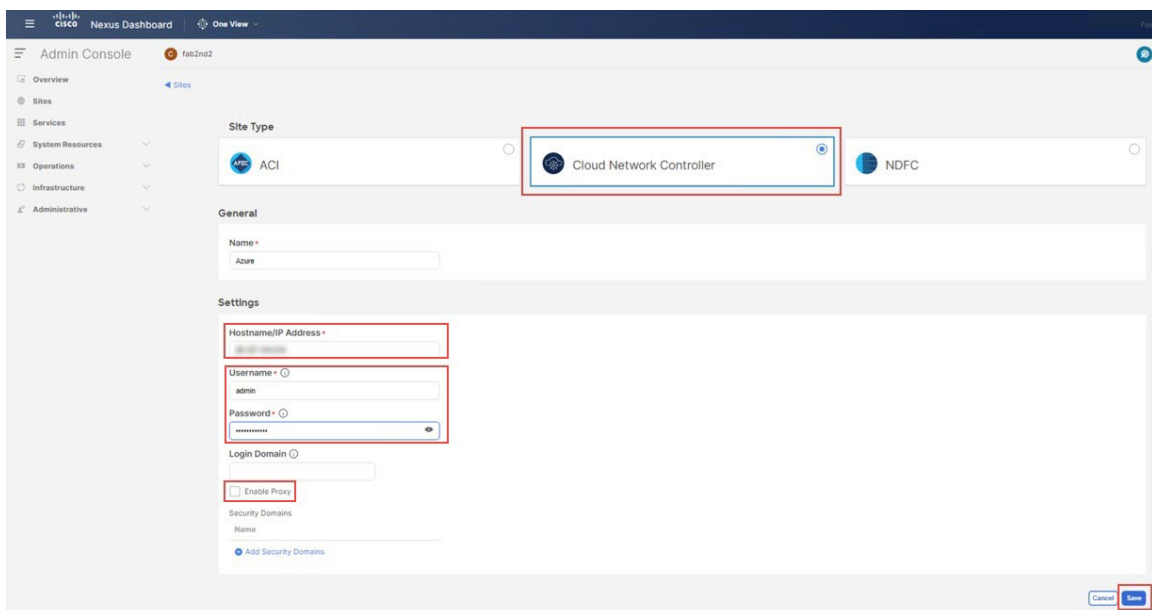 CISCO Nexus Dashboard One View
Admin Console
C fab2nd2
Overview
Sites
Sites
Services
System Resources
Operations
Infrastructure
Administrative
Site Type
APIC ACI
Cloud Network Controller
NDFC
General
Name*
Azure
Settings
Hostname/IP Address*
Username*
admin
Password*
Login Domain
Enable Proxy
Security Domains
Name
Add Security Domains
Cancel Save